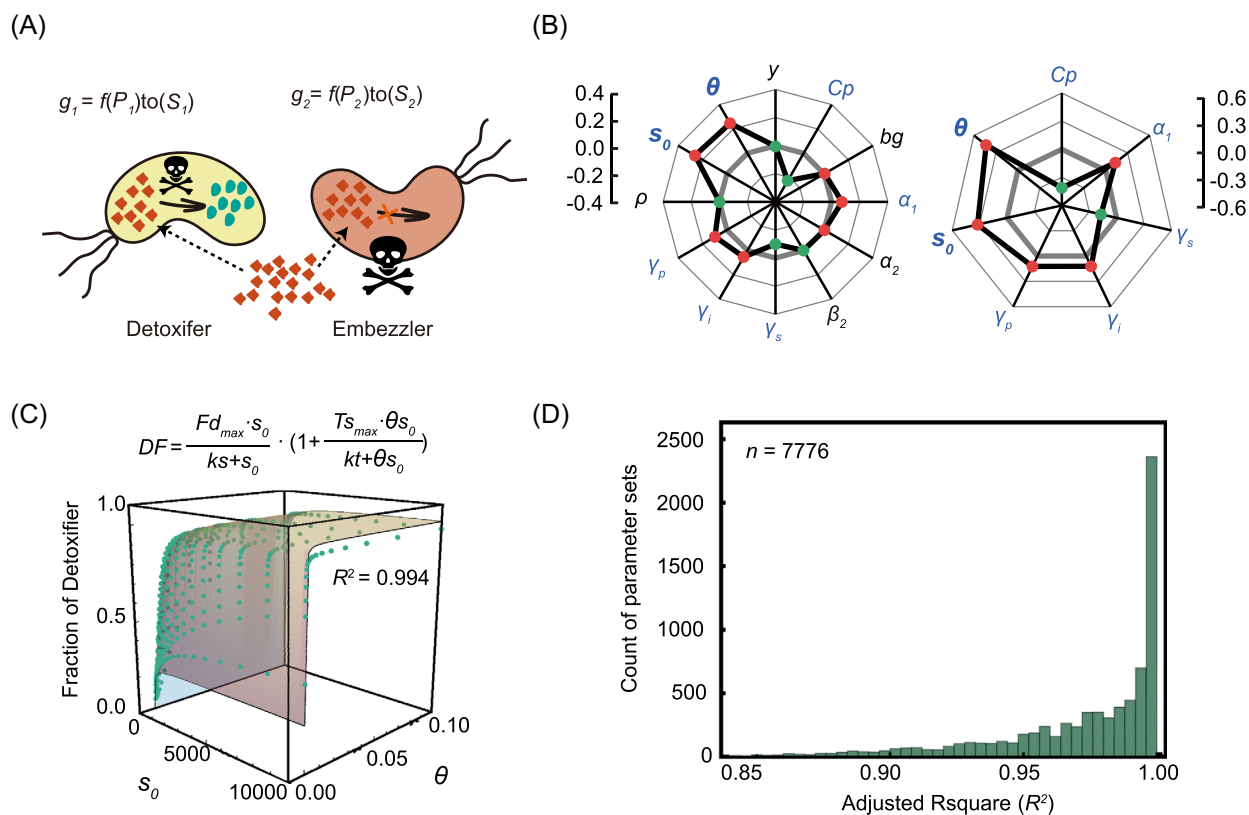 (A)
g1 = f(P1)to(S1)
g2 = f(P2)to(S2)
Detoxifer
Embezzler
(B)
0.4
0.2
0.0
-0.2
-0.4
y
Cp
bg
α1
α2
β2
γs
γi
γp
ρ
s0
θ
Cp
α1
γs
γi
γp
s0
θ
0.6
0.3
0.0
-0.3
-0.6
(C)
DF = Fdmax·s0 / ks+s0 · (1+ Tsmax·θs0 / kt+θs0 )
Fraction of Detoxifier
1.0
0.5
0.0
R2 = 0.994
0
5000
10000
s0
0.00
0.05
0.10
θ
(D)
n = 7776
Count of parameter sets
2500
2000
1500
1000
500
0
0.85
0.90
0.95
1.00
Adjusted Rsquare (R2)